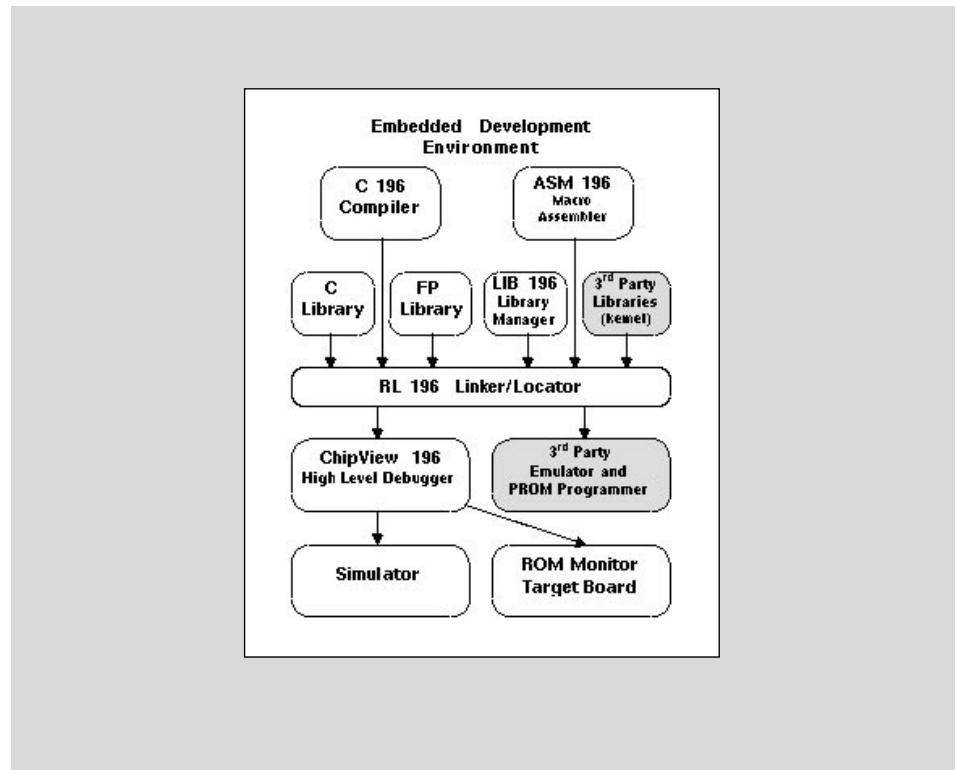 Embedded Development
Environment
C 196
Compiler
ASM 196
Macro
Assembler
C
Library
FP
Library
LIB 196
Library
Manager
3rd Party
Libraries
(kernel)
RL 196 Linker/Locator
ChipView 196
High Level Debugger
3rd Party
Emulator and
PROM Programmer
Simulator
ROM Monitor
Target Board